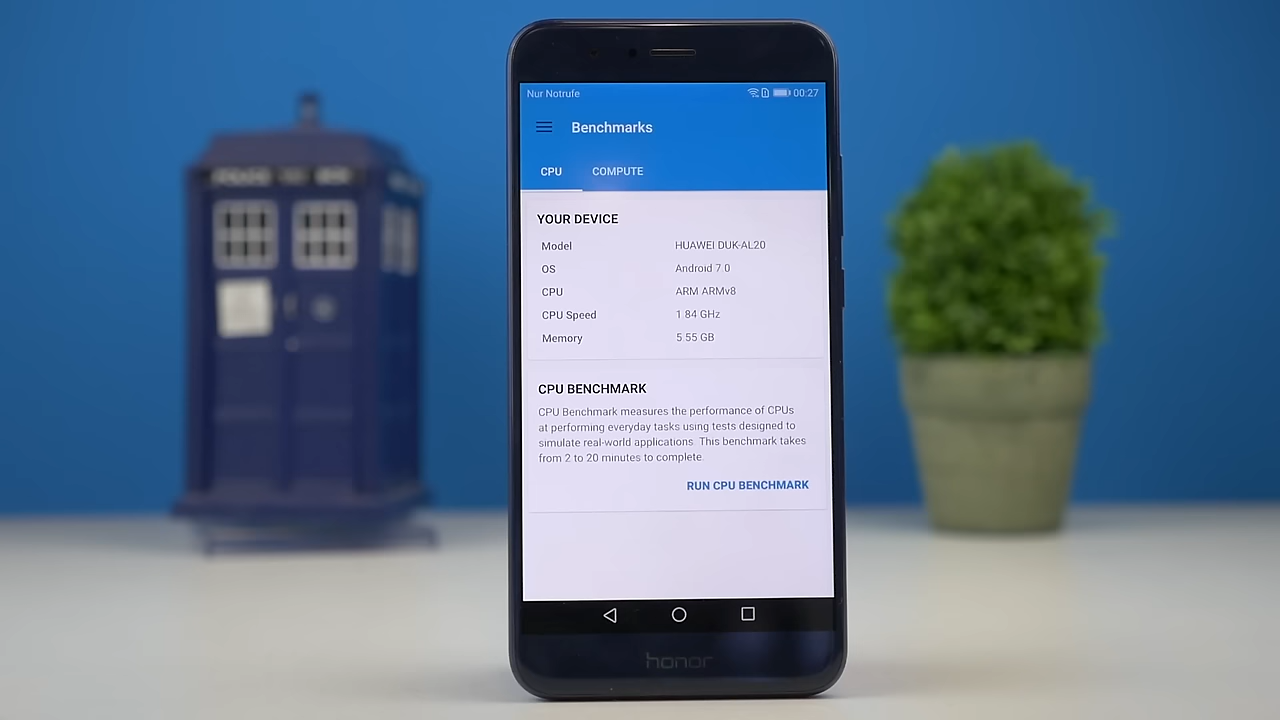 Nur Notrufe 00:27
Benchmarks
CPU COMPUTE
YOUR DEVICE
Model HUAWEI DUK-AL20
OS Android 7.0
CPU ARM ARMv8
CPU Speed 1.84 GHz
Memory 5.55 GB
CPU BENCHMARK
CPU Benchmark measures the performance of CPUs
at performing everyday tasks using tests designed to
simulate real-world applications. This benchmark takes
from 2 to 20 minutes to complete.
RUN CPU BENCHMARK
honor